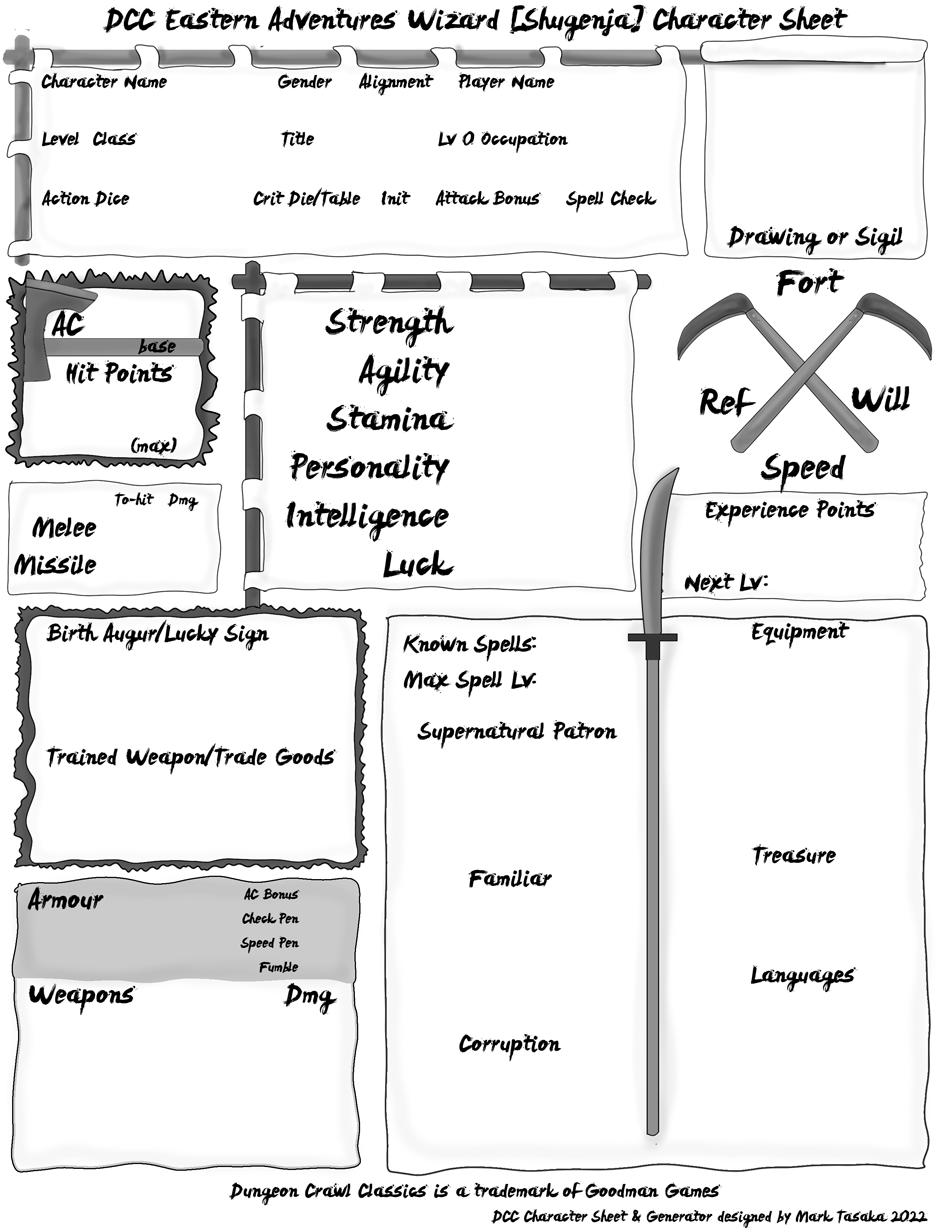 DCC Eastern Adventures Wizard [Shugenja] Character Sheet
Character Name Gender Alignment Player Name
Level Class Title Lv 0 Occupation
Action Dice Crit Die/Table Init Attack Bonus Spell Check
Drawing or Sigil
AC
base
Hit Points
(max)
To-hit Dmg
Melee
Missile
Strength
Agility
Stamina
Personality
Intelligence
Luck
Fort
Ref Will
Speed
Experience Points
Next Lv:
Birth Augur/Lucky Sign
Trained Weapon/Trade Goods
Armour AC Bonus
Check Pen
Speed Pen
Fumble
Weapons Dmg
Known Spells:
Max Spell Lv:
Supernatural Patron
Familiar
Corruption
Equipment
Treasure
Languages
Dungeon Crawl Classics is a trademark of Goodman Games
DCC Character Sheet & Generator designed by Mark Tasaka 2022